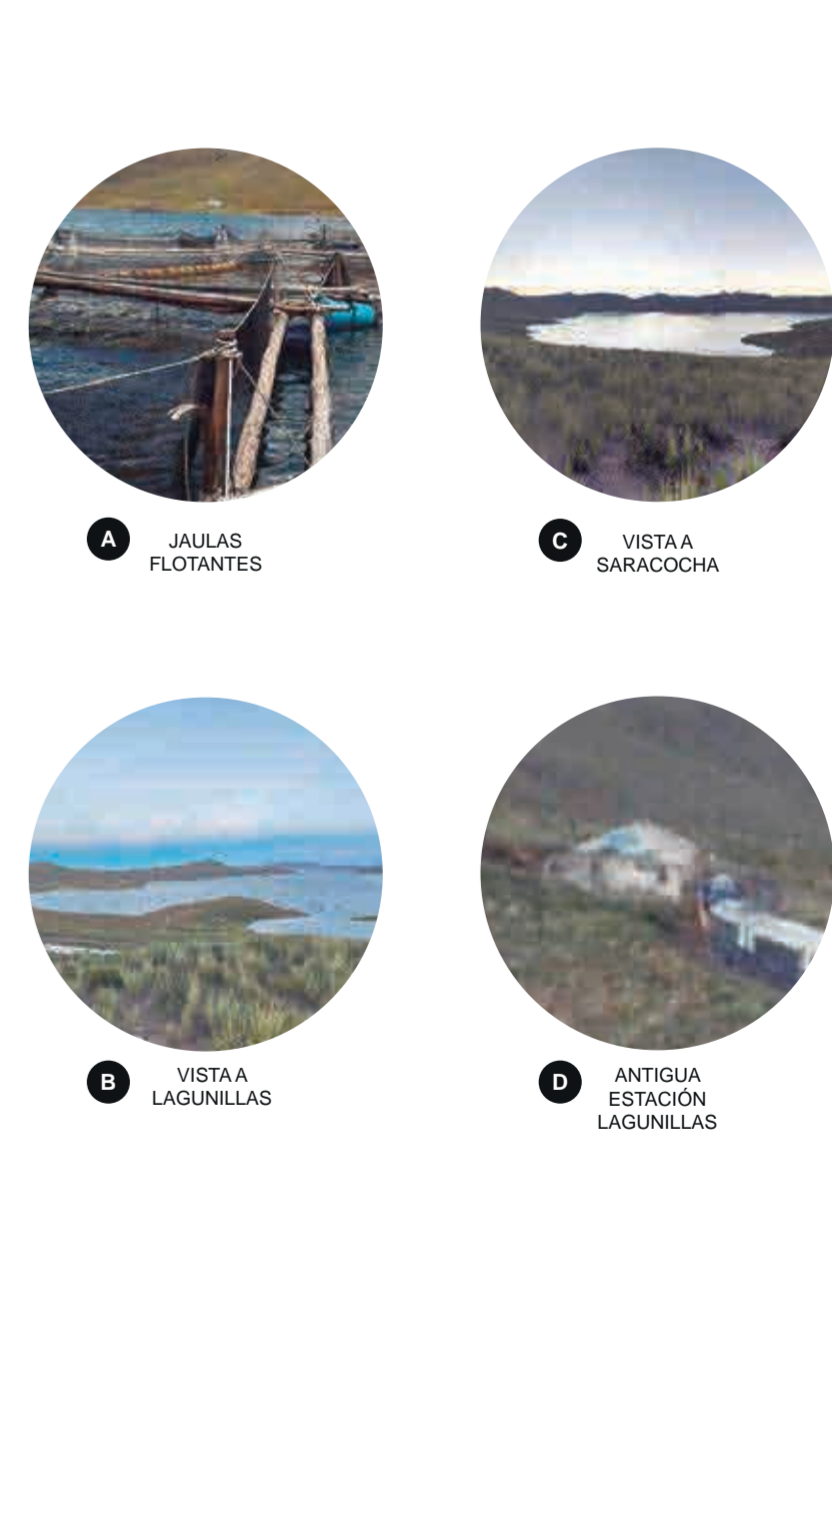 A
JAULAS
FLOTANTES
C
VISTA A
SARACOCHA
B
VISTA A
LAGUNILLAS
D
ANTIGUA
ESTACIÓN
LAGUNILLAS